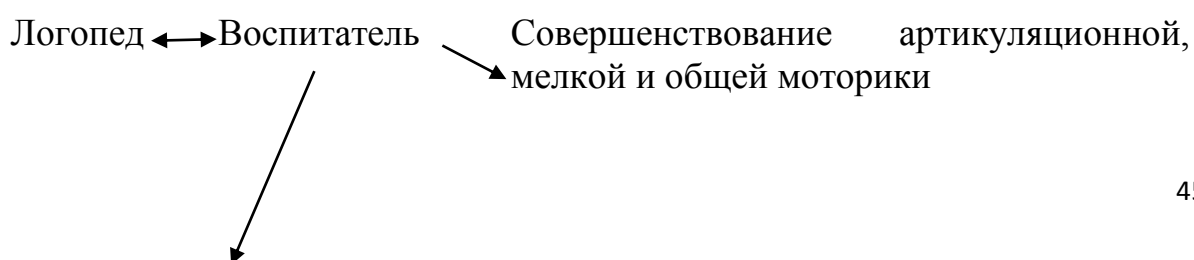 Логопед Воспитатель Совершенствование артикуляционной,
мелкой и общей моторики
45